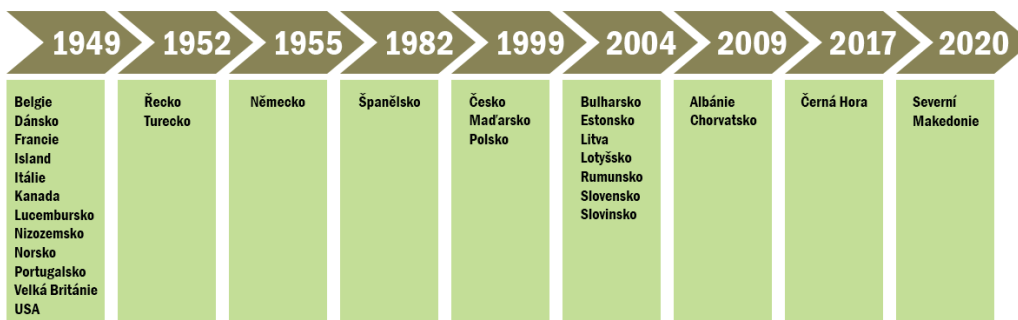 1949
Belgie
Dánsko
Francie
Island
Itálie
Kanada
Lucembursko
Nizozemsko
Norsko
Portugalsko
Velká Británie
USA
1952
Řecko
Turecko
1955
Německo
1982
Španělsko
1999
Česko
Maďarsko
Polsko
2004
Bulharsko
Estonsko
Litva
Lotyšsko
Rumunsko
Slovensko
Slovinsko
2009
Albánie
Chorvatsko
2017
Černá Hora
2020
Severní
Makedonie